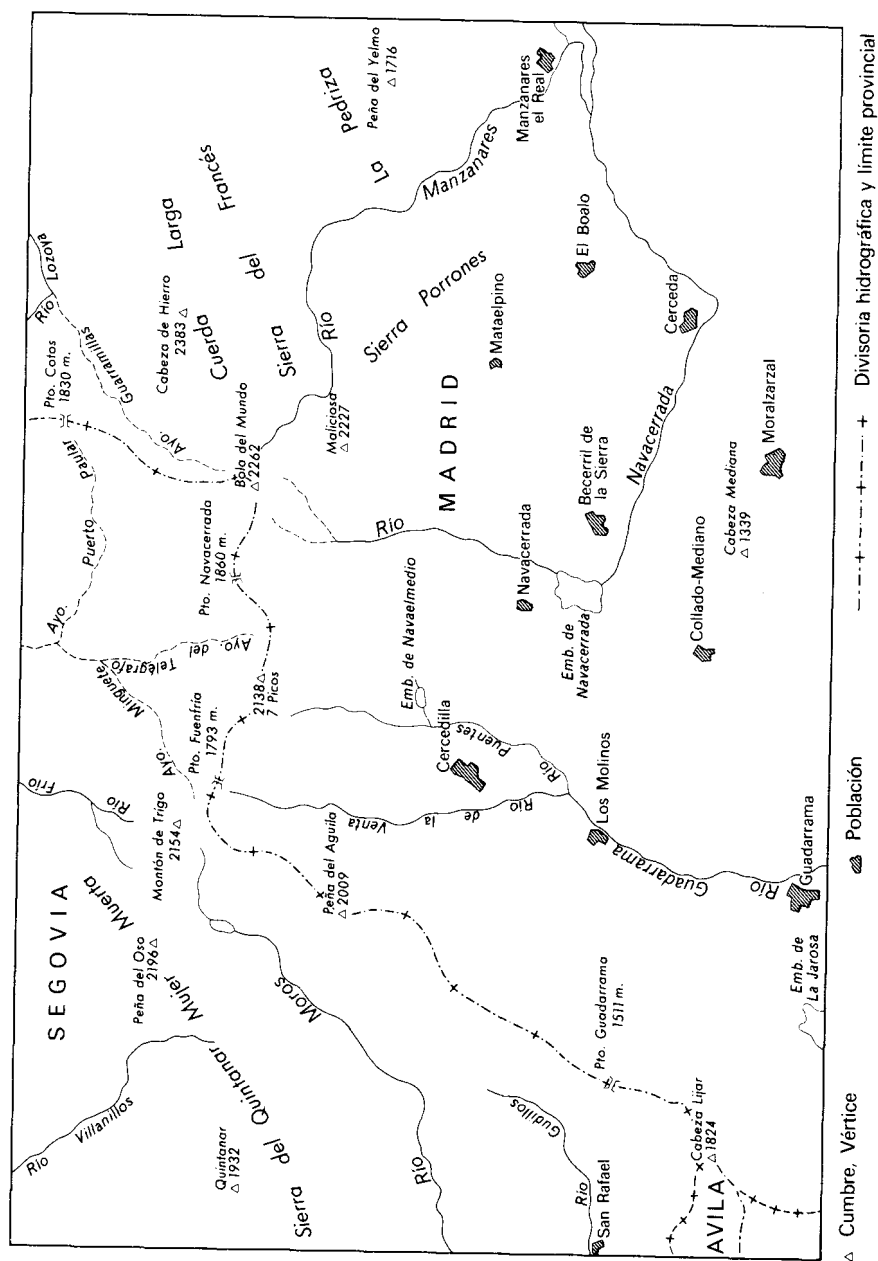 SEGOVIA
Río Villanillos
Quintanar
△ 1932
Sierra del Quintanar
Peña del Oso
2196 △
Mujer Muerta
Montón de Trigo
2154 △
Río Frío
Ayo. Minguete
Ayo. del Telégrafo
Ayo. Puerto Paular
Pto. Cotos
1830 m.
Río Lozoya
Ayo. Guarramillas
Cabeza de Hierro
2383 △
Cuerda Larga
Sierra del Francés
La Pedriza
Peña del Yelmo
△ 1716
Pto. Fuenfría
1793 m.
2138 △
7 Picos
Pto. Navacerrada
1860 m.
Bola del Mundo
△ 2262
Maliciosa
△ 2227
Río Manzanares
Sierra Porrones
Manzanares
el Real
Río Moros
Peña del Aguila
△ 2009
Río de la Venta
Cercedilla
Río Puentes
Emb. de Navaelmedio
Río Navacerrada
MADRID
Mataelpino
El Boalo
Navacerrada
Becerril de
la Sierra
Emb. de
Navacerrada
Cerceda
Río Gudillos
San Rafael
Pto. Guadarrama
1511 m.
Los Molinos
Río Guadarrama
Collado-Mediano
Cabeza Mediana
△ 1339
Moralzarzal
AVILA
Cabeza Lijar
△ 1824
Emb. de
La Jarosa
Guadarrama
△ Cumbre, Vértice
Población
Divisoria hidrográfica y límite provincial